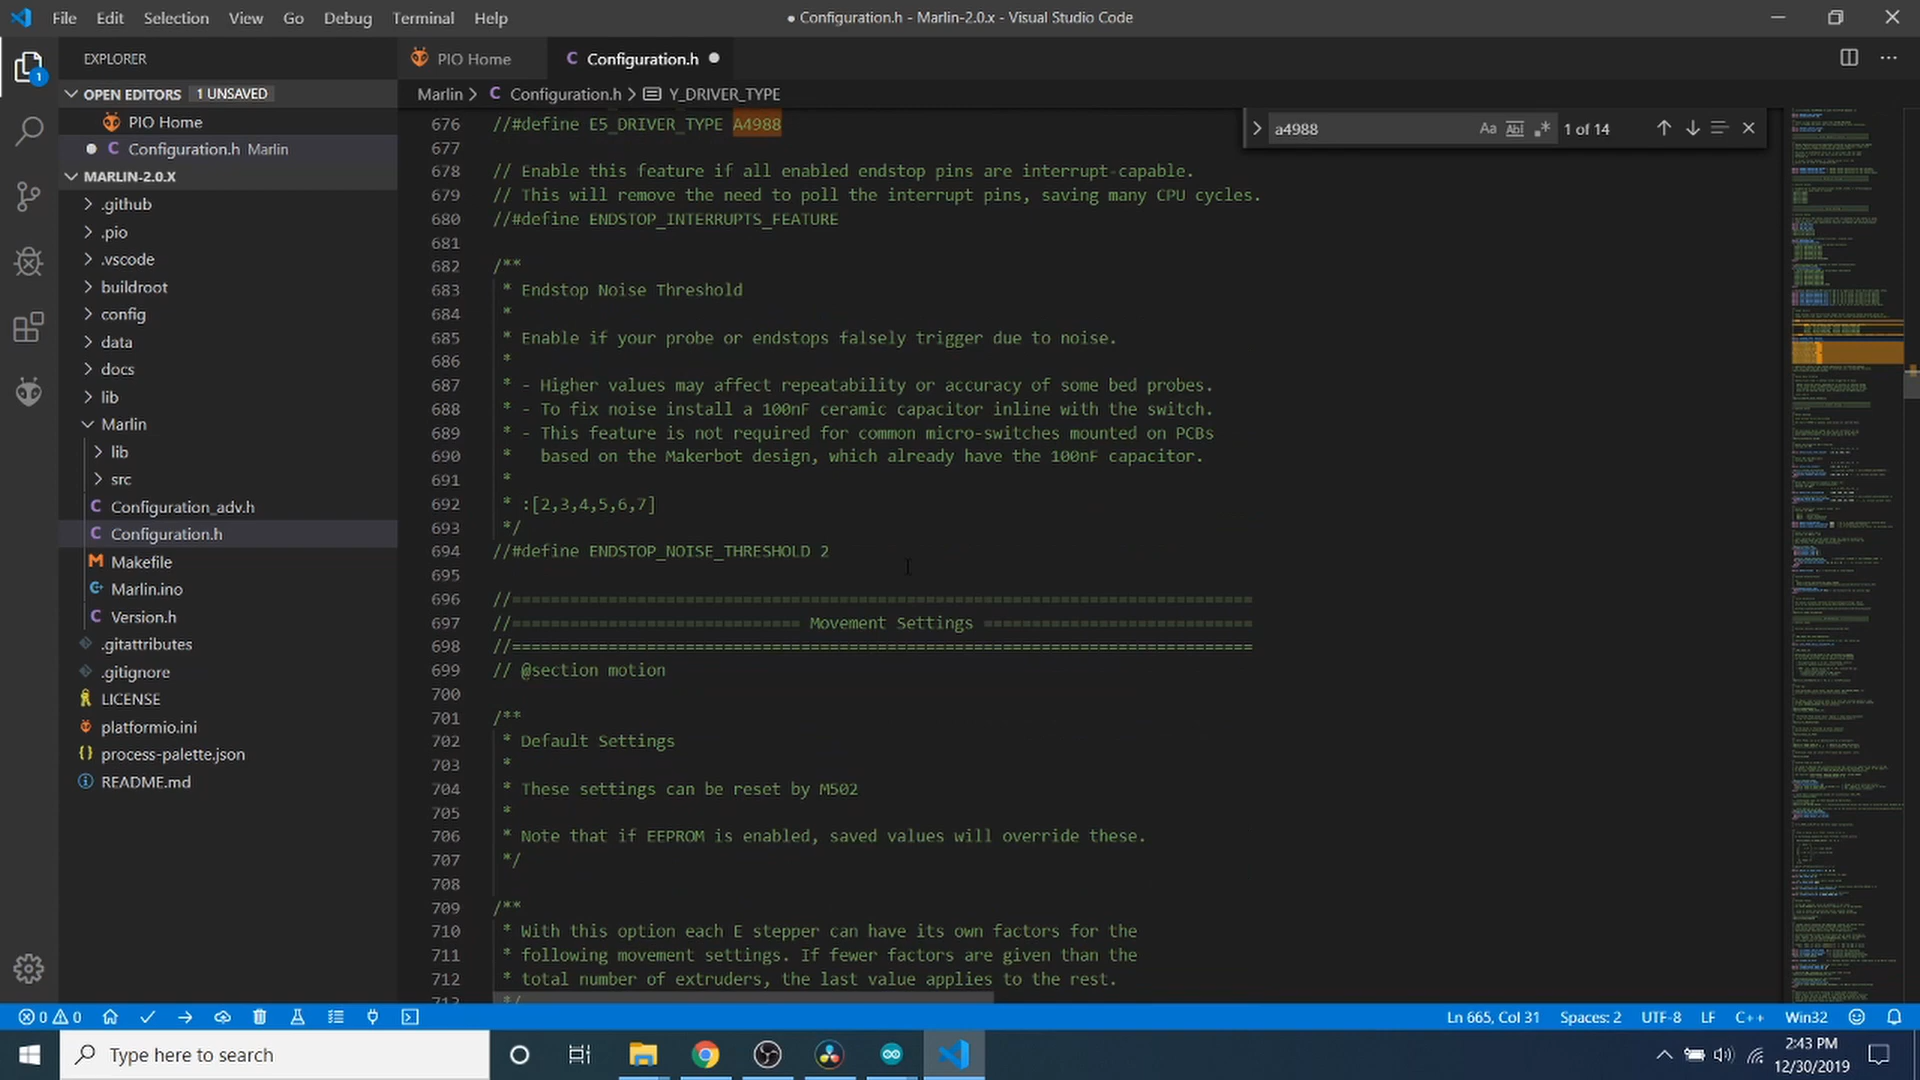 File Edit Selection View Go Debug Terminal Help
● Configuration.h - Marlin-2.0.x - Visual Studio Code
EXPLORER
OPEN EDITORS 1 UNSAVED
PIO Home
Configuration.h Marlin
MARLIN-2.0.X
.github
.pio
.vscode
buildroot
config
data
docs
lib
Marlin
lib
src
Configuration_adv.h
Configuration.h
Makefile
Marlin.ino
Version.h
.gitattributes
.gitignore
LICENSE
platformio.ini
process-palette.json
README.md
PIO Home
Configuration.h
Marlin > Configuration.h > Y_DRIVER_TYPE
a4988 Aa Abl .* 1 of 14
676 //#define E5_DRIVER_TYPE A4988
677
678 // Enable this feature if all enabled endstop pins are interrupt-capable.
679 // This will remove the need to poll the interrupt pins, saving many CPU cycles.
680 //#define ENDSTOP_INTERRUPTS_FEATURE
681
682 /**
683 * Endstop Noise Threshold
684 *
685 * Enable if your probe or endstops falsely trigger due to noise.
686 *
687 * - Higher values may affect repeatability or accuracy of some bed probes.
688 * - To fix noise install a 100nF ceramic capacitor inline with the switch.
689 * - This feature is not required for common micro-switches mounted on PCBs
690 *   based on the Makerbot design, which already have the 100nF capacitor.
691 *
692 * :[2,3,4,5,6,7]
693 */
694 //#define ENDSTOP_NOISE_THRESHOLD 2
695
696 //=============================================================================
697 //============================== Movement Settings ============================
698 //=============================================================================
699 // @section motion
700
701 /**
702 * Default Settings
703 *
704 * These settings can be reset by M502
705 *
706 * Note that if EEPROM is enabled, saved values will override these.
707 */
708
709 /**
710 * With this option each E stepper can have its own factors for the
711 * following movement settings. If fewer factors are given than the
712 * total number of extruders, the last value applies to the rest.
713 */
1
0 0 Ln 665, Col 31 Spaces: 2 UTF-8 LF C++ Win32
Type here to search
2:43 PM
12/30/2019